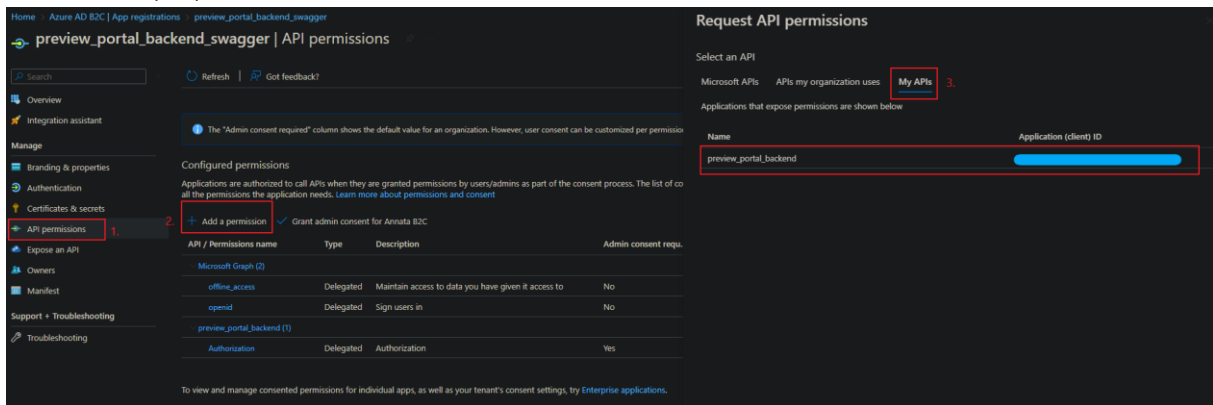 Home > Azure AD B2C | App registrations > preview_portal_backend_swagger
preview_portal_backend_swagger | API permissions
Search
Overview
Integration assistant
Manage
Branding & properties
Authentication
Certificates & secrets
API permissions
1.
Expose an API
Owners
Manifest
Support + Troubleshooting
Troubleshooting
Refresh | Got feedback?
The "Admin consent required" column shows the default value for an organization. However, user consent can be customized per permission
Configured permissions
Applications are authorized to call APIs when they are granted permissions by users/admins as part of the consent process. The list of co
all the permissions the application needs. Learn more about permissions and consent
2.
Add a permission Grant admin consent for Annata B2C
API / Permissions name Type Description Admin consent requ.
Microsoft Graph (2)
offline_access Delegated Maintain access to data you have given it access to No
openid Delegated Sign users in No
preview_portal_backend (1)
Authorization Delegated Authorization Yes
To view and manage consented permissions for individual apps, as well as your tenant's consent settings, try Enterprise applications.
Request API permissions
Select an API
Microsoft APIs APIs my organization uses My APIs 3.
Applications that expose permissions are shown below
Name Application (client) ID
preview_portal_backend